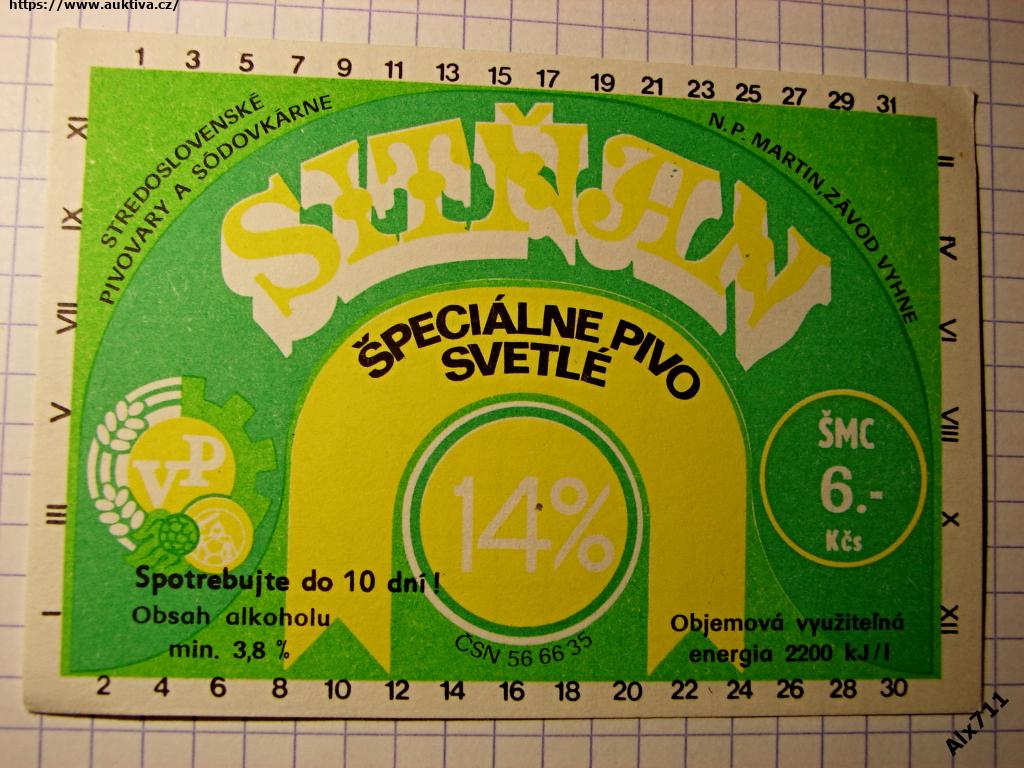 https://www.auktiva.cz/
1 3 5 7 9 11 13 15 17 19 21 23 25 27 29 31
STREDOSLOVENSKÉ
PIVOVARY A SÓDOVKÁRNE
N.P. MARTIN, ZÁVOD VYHNE
SITŇAN
ŠPECIÁLNE PIVO
SVETLÉ
XI
IX
VII
V
III
I
II
IV
VI
VIII
X
XII
VP
14%
ŠMC
6.-
Kčs
Spotrebujte do 10 dní!
Obsah alkoholu
min. 3,8 %
ČSN 56 66 35
Objemová využiteľná
energia 2200 kJ/l
2 4 6 8 10 12 14 16 18 20 22 24 26 28 30
Alx711